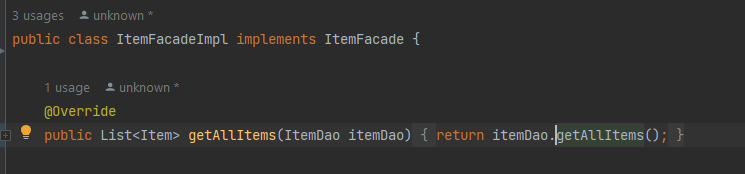 3 usages unknown *
public class ItemFacadeImpl implements ItemFacade {
1 usage unknown *
@Override
public List<Item> getAllItems(ItemDao itemDao) { return itemDao.getAllItems(); }